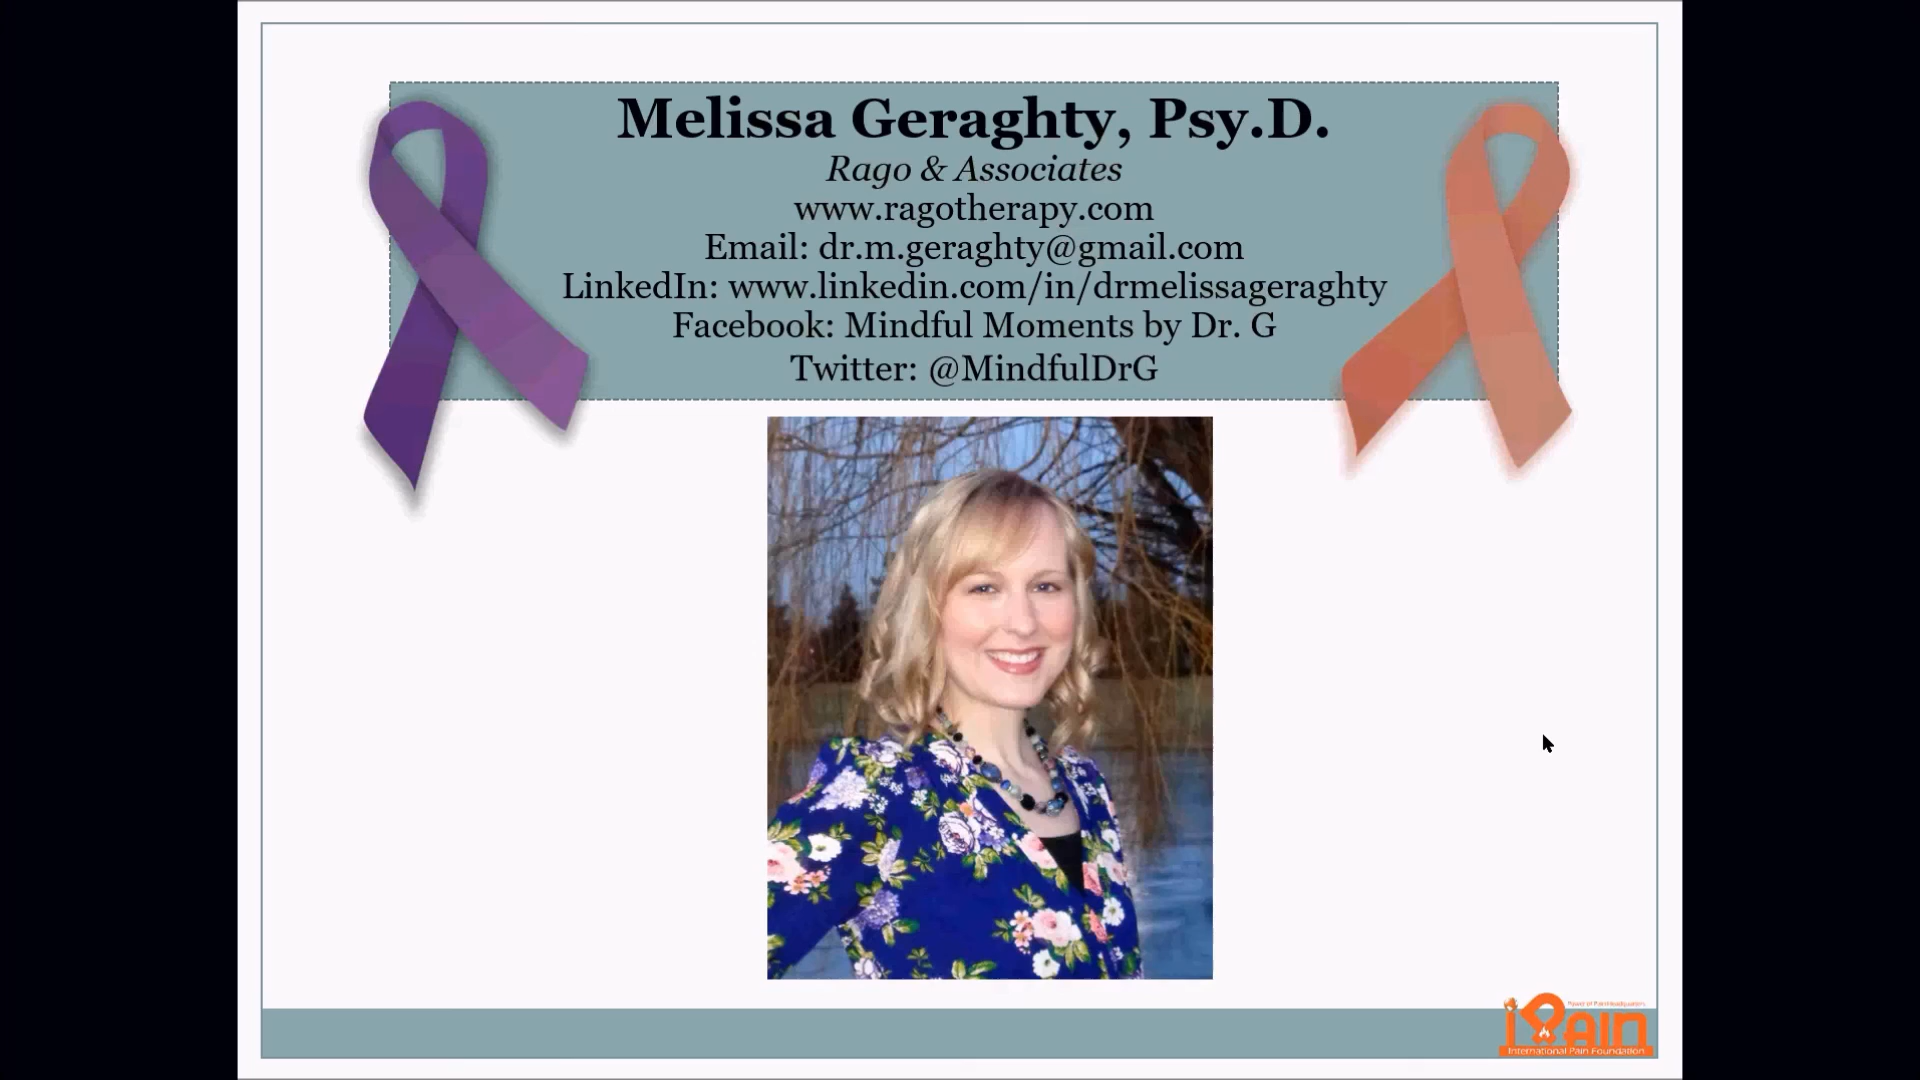 Melissa Geraghty, Psy.D.
Rago & Associates
www.ragotherapy.com
Email: dr.m.geraghty@gmail.com
LinkedIn: www.linkedin.com/in/drmelissageraghty
Facebook: Mindful Moments by Dr. G
Twitter: @MindfulDrG
iPAIN
International Pain Foundation